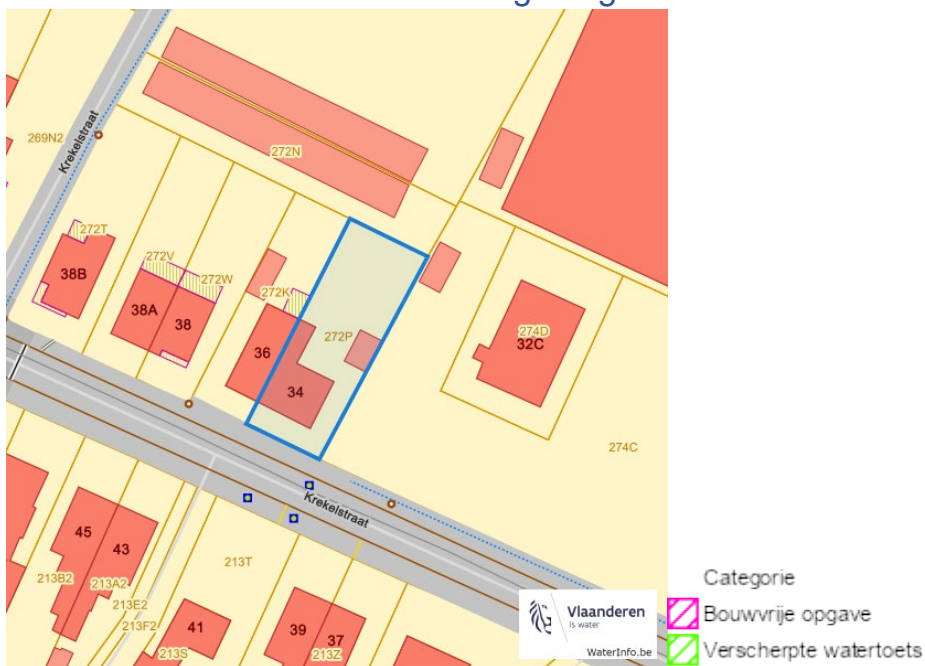 Krekelstraat
269N2
272N
272T
38B
272V
272W
38A
38
272K
36
34
272P
274D
32C
274C
Krekelstraat
45
43
213B2
213A2
213E2
213F2
213T
41
213S
39
37
213Z
Vlaanderen
is water
WaterInfo.be
Categorie
Bouwvrije opgave
Verscherpte watertoets